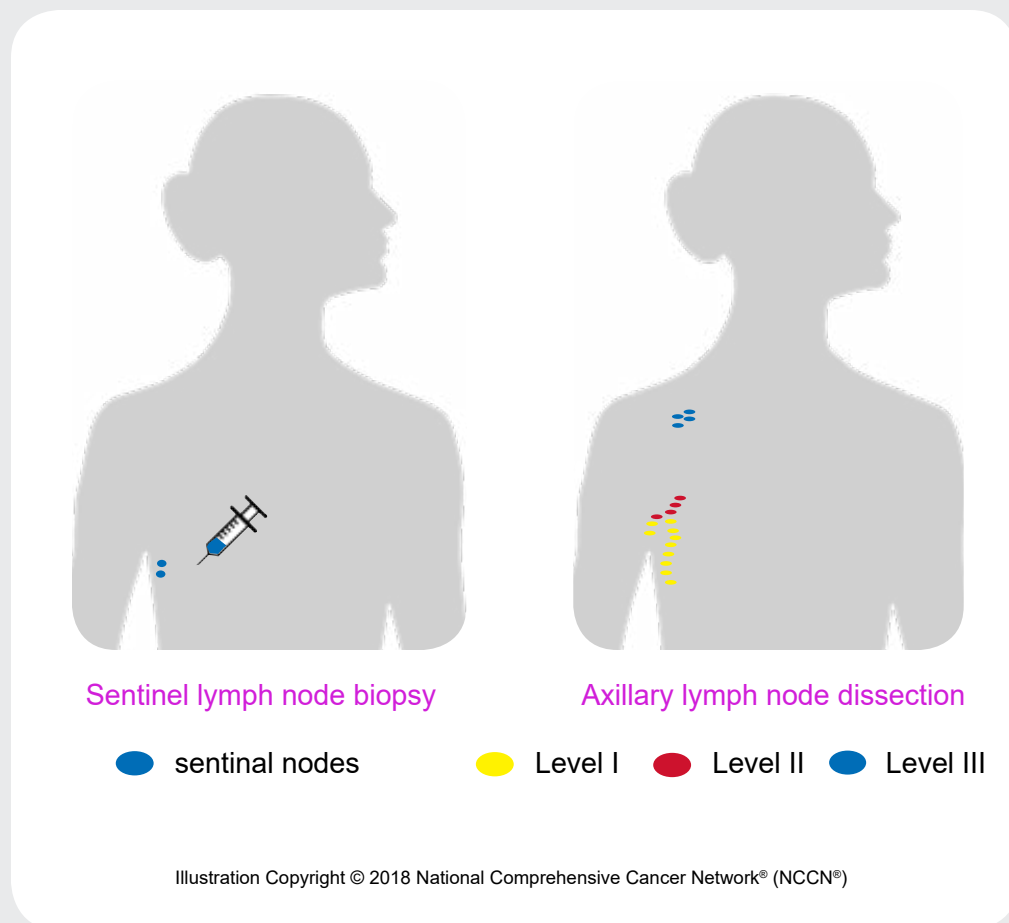 Sentinel lymph node biopsy
Axillary lymph node dissection
sentinal nodes
Level I
Level II
Level III
Illustration Copyright © 2018 National Comprehensive Cancer Network® (NCCN®)